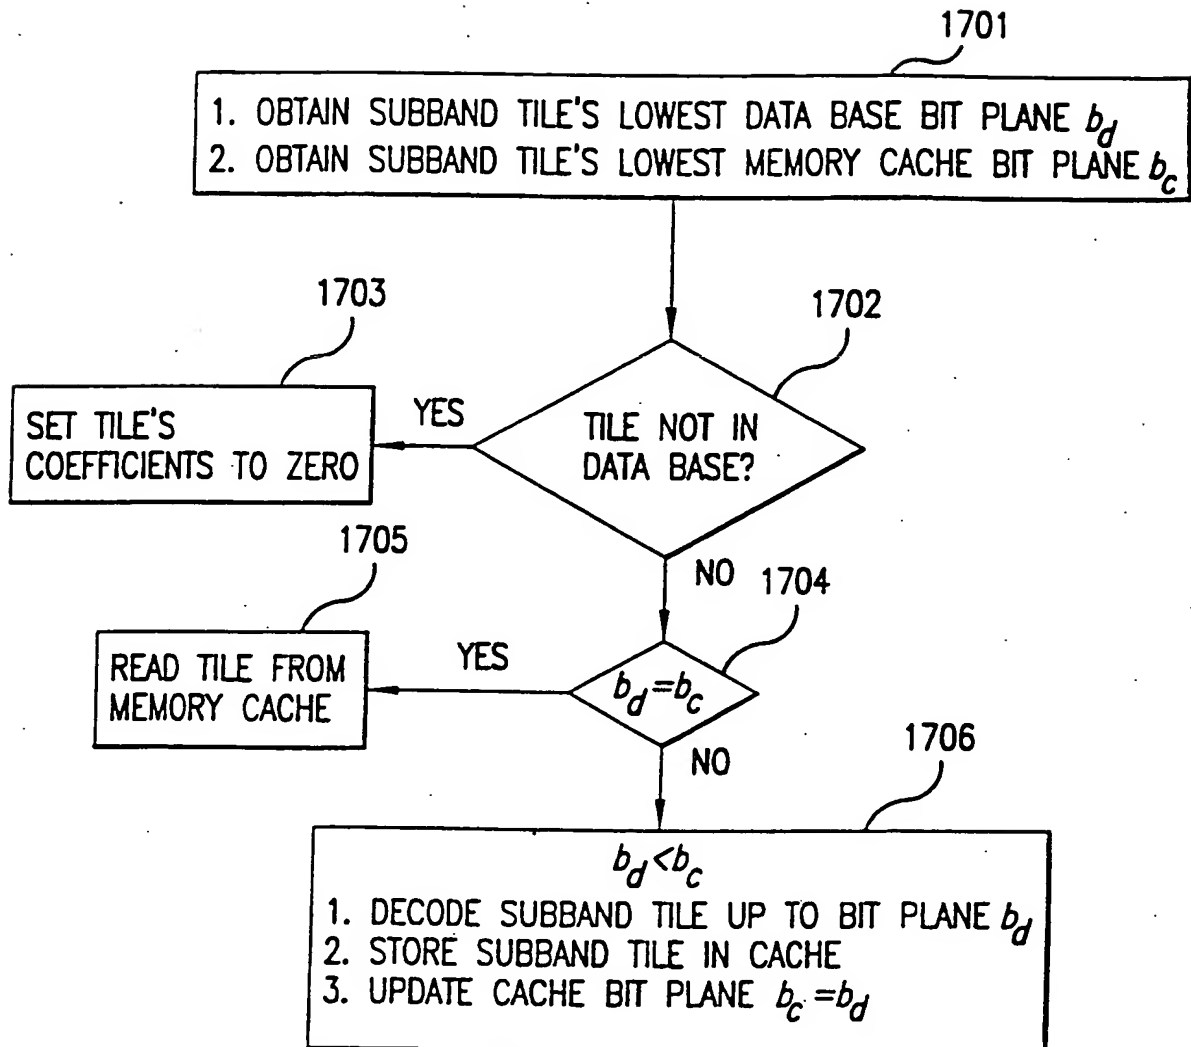 1701
1. OBTAIN SUBBAND TILE'S LOWEST DATA BASE BIT PLANE b_d
2. OBTAIN SUBBAND TILE'S LOWEST MEMORY CACHE BIT PLANE b_c
1703
1702
SET TILE'S
COEFFICIENTS TO ZERO
YES
TILE NOT IN
DATA BASE?
1705
NO
1704
READ TILE FROM
MEMORY CACHE
YES
b_d=b_c
NO
1706
b_d<b_c
1. DECODE SUBBAND TILE UP TO BIT PLANE b_d
2. STORE SUBBAND TILE IN CACHE
3. UPDATE CACHE BIT PLANE b_c=b_d